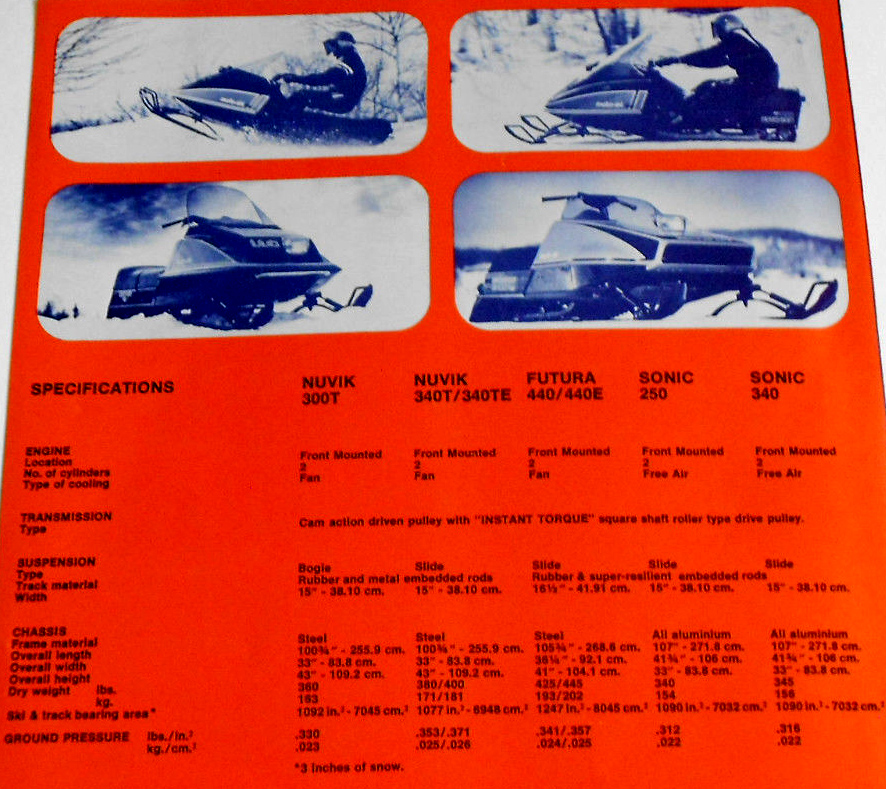 SPECIFICATIONS NUVIK 300T NUVIK 340T/340TE FUTURA 440/440E SONIC 250 SONIC 340
ENGINE
Location Front Mounted Front Mounted Front Mounted Front Mounted Front Mounted
No. of cylinders 2 2 2 2 2
Type of cooling Fan Fan Fan Free Air Free Air
TRANSMISSION
Type Cam action driven pulley with "INSTANT TORQUE" square shaft roller type drive pulley.
SUSPENSION
Type Bogie Slide Slide Slide Slide
Track material Rubber and metal embedded rods Rubber & super-resilient embedded rods
Width 15" - 38.10 cm. 15" - 38.10 cm. 16½" - 41.91 cm. 15" - 38.10 cm. 15" - 38.10 cm.
CHASSIS
Frame material Steel Steel Steel All aluminium All aluminium
Overall length 100¾" - 255.9 cm. 100¾" - 255.9 cm. 105¾" - 268.6 cm. 107" - 271.8 cm. 107" - 271.8 cm.
Overall width 33" - 83.8 cm. 33" - 83.8 cm. 36¼" - 92.1 cm. 41¾" - 106 cm. 41¾" - 106 cm.
Overall height 43" - 109.2 cm. 43" - 109.2 cm. 41" - 104.1 cm. 33" - 83.8 cm. 33" - 83.8 cm.
Dry weight lbs. 360 380/400 425/445 340 345
kg. 163 171/181 193/202 154 156
Ski & track bearing area* 1092 in.² - 7045 cm.² 1077 in.² - 6948 cm.² 1247 in.² - 8045 cm.² 1090 in.² - 7032 cm.² 1090 in.² - 7032 cm.²
GROUND PRESSURE lbs./in.² .330 .353/.371 .341/.357 .312 .316
kg./cm.² .023 .025/.026 .024/.025 .022 .022
*3 inches of snow.